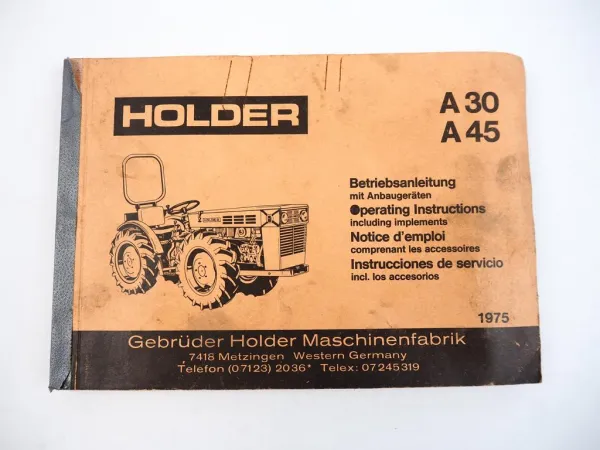 HOLDER
A 30
A 45
Betriebsanleitung
mit Anbaugeräten
Operating Instructions
including implements
Notice d'emploi
comprenant les accessoires
Instrucciones de servicio
incl. los accesorios
1975
Gebrüder Holder Maschinenfabrik
7418 Metzingen Western Germany
Telefon (07123) 2036* Telex: 07245319